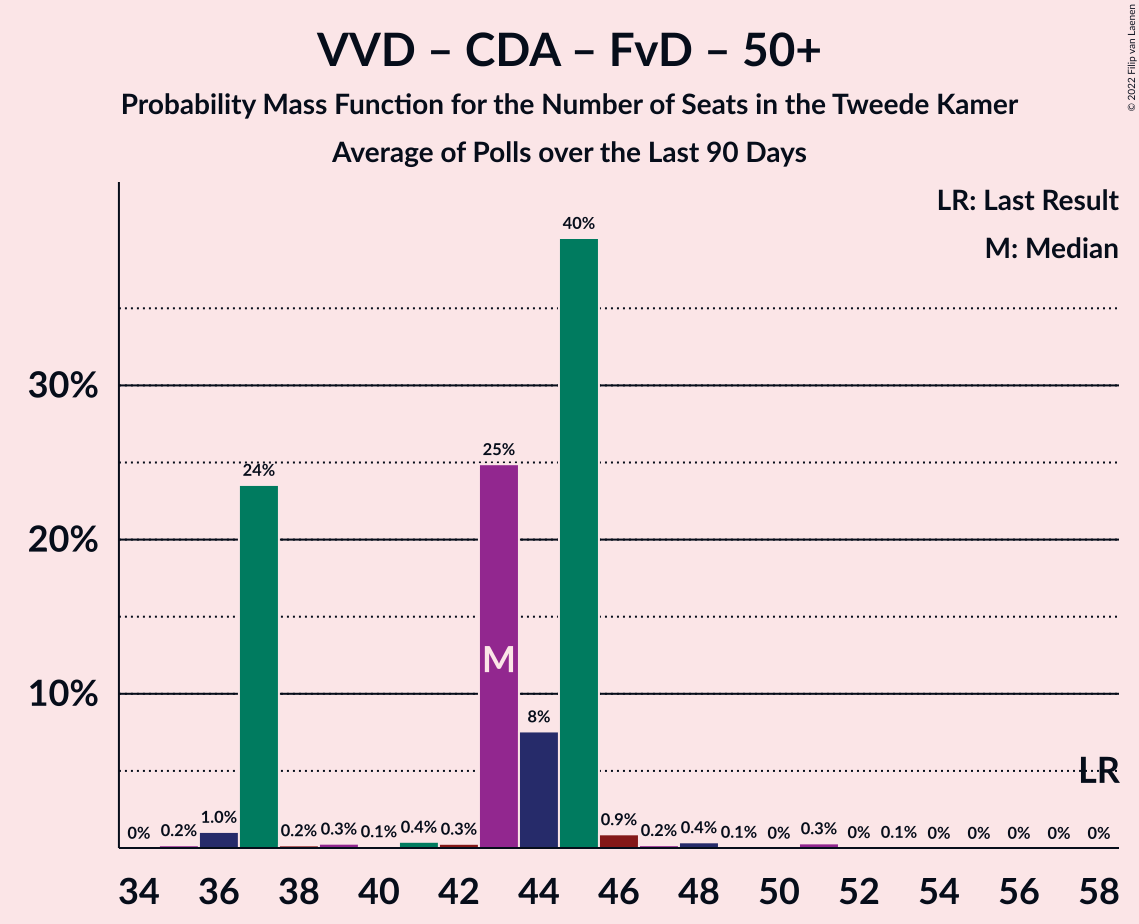 VVD – CDA – FvD – 50+
Probability Mass Function for the Number of Seats in the Tweede Kamer
Average of Polls over the Last 90 Days
© 2022 Filip van Laenen
LR: Last Result
M: Median
40%
30%
25%
24%
20%
M
10%
8%
LR
0% 0.2% 1.0% 0.2% 0.3% 0.1% 0.4% 0.3% 0.9% 0.2% 0.4% 0.1% 0% 0.3% 0% 0.1% 0% 0% 0% 0% 0%
34 36 38 40 42 44 46 48 50 52 54 56 58